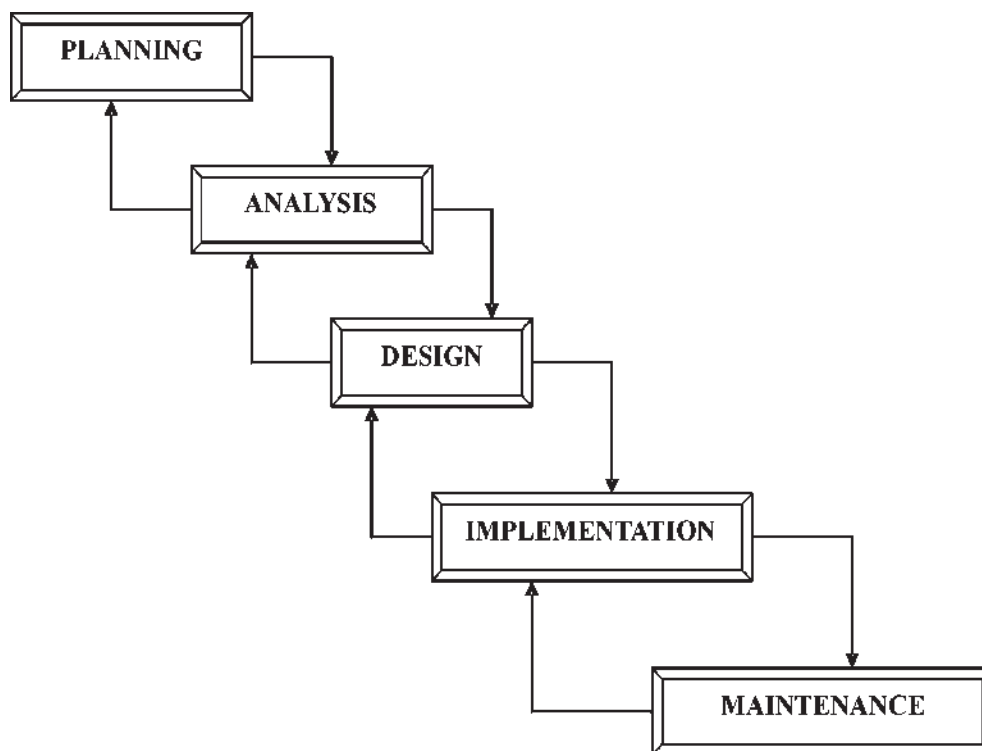 PLANNING
ANALYSIS
DESIGN
IMPLEMENTATION
MAINTENANCE